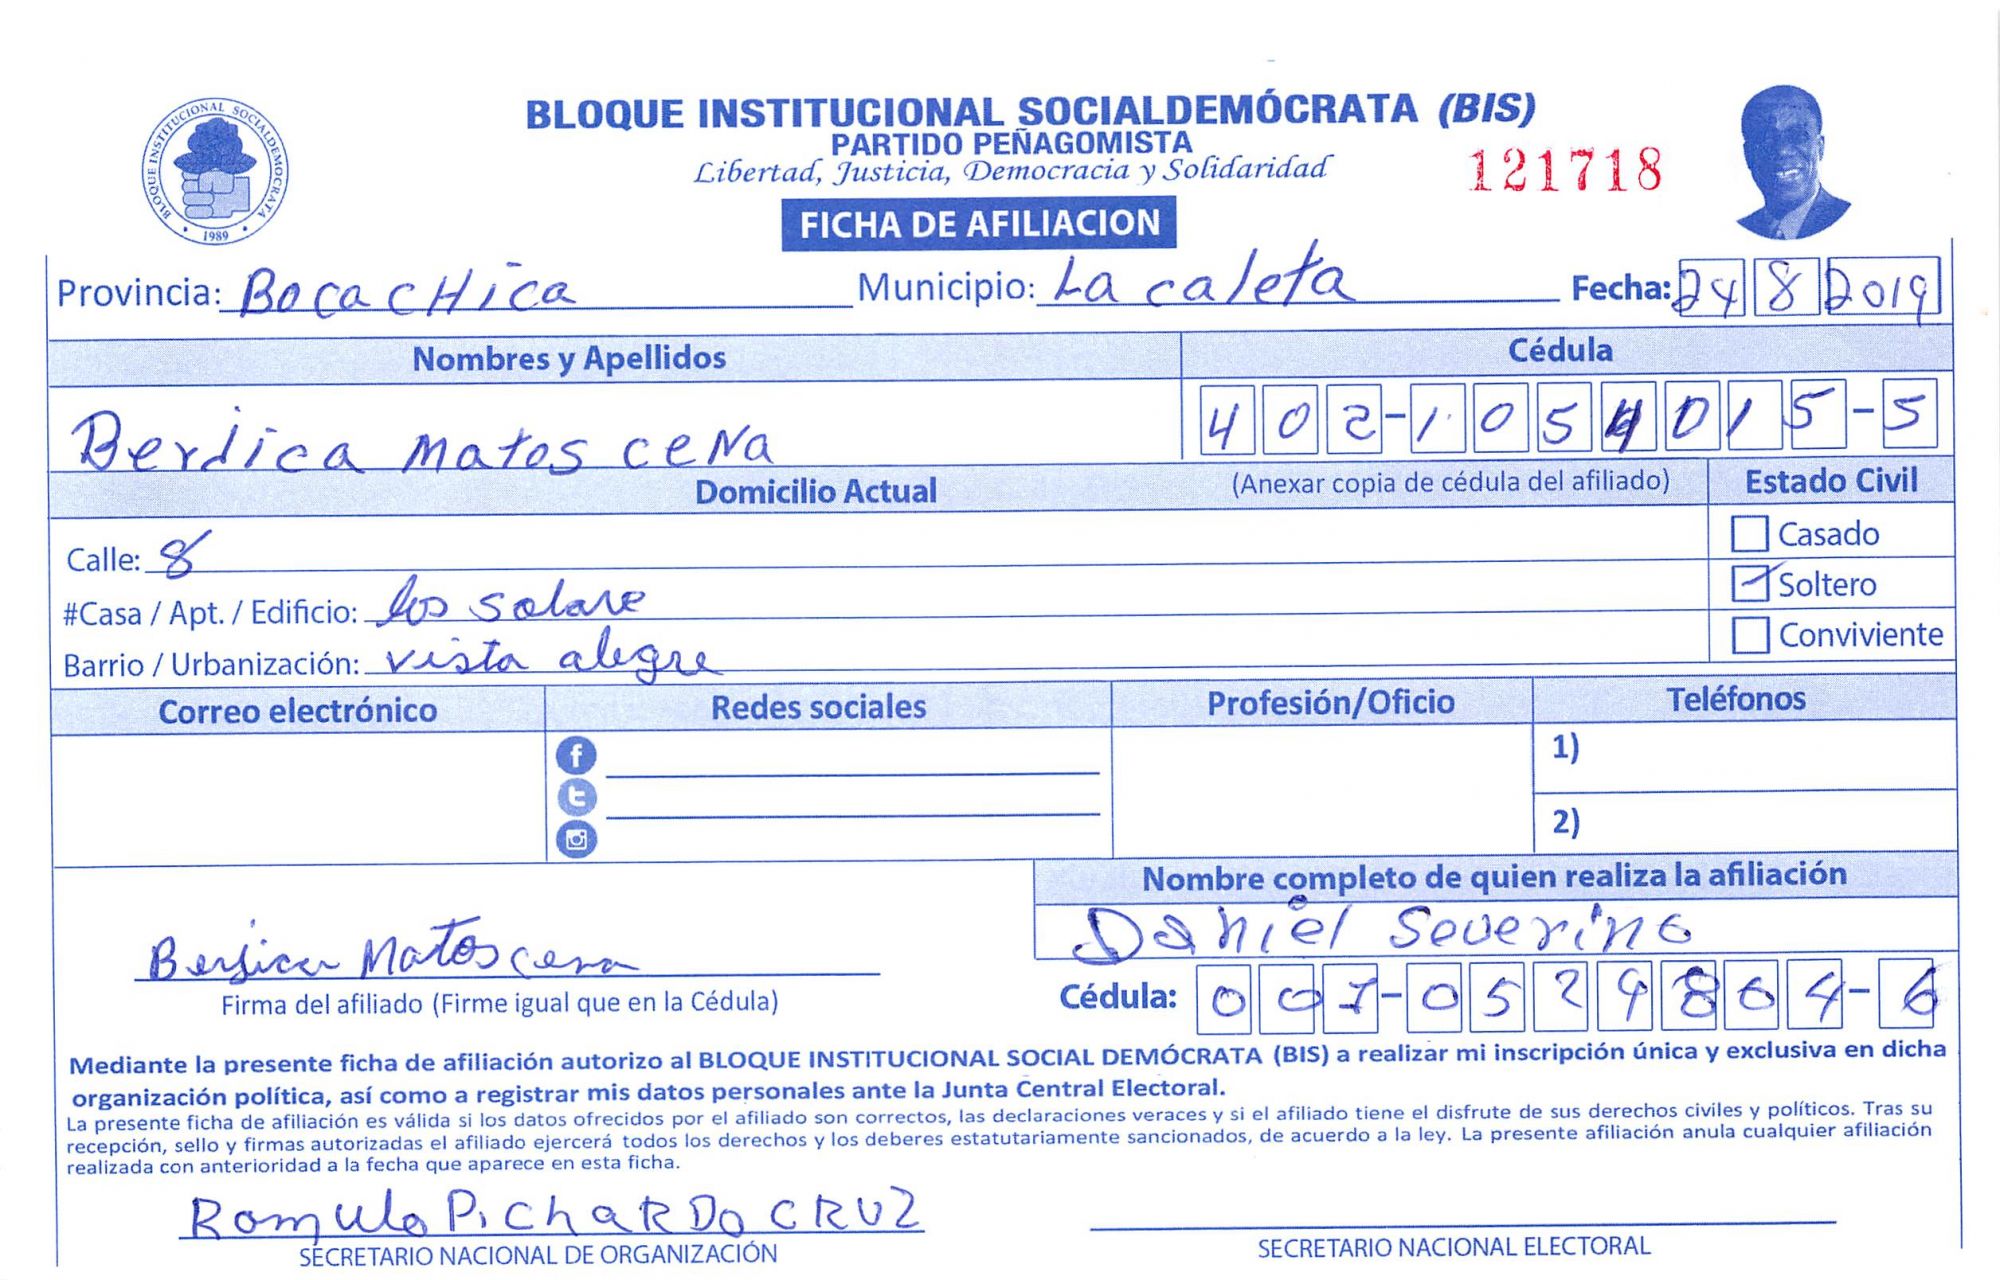 BLOQUE INSTITUCIONAL SOCIALDEMOCRATA
1989
BLOQUE INSTITUCIONAL SOCIALDEMÓCRATA (BIS)
PARTIDO PEÑAGOMISTA
Libertad, Justicia, Democracia y Solidaridad
121718
FICHA DE AFILIACION
Provincia: Boca cHica Municipio: La caleta Fecha: 24 8 2019
Nombres y Apellidos Cédula
Matos ceNa 402-1054015-5
Domicilio Actual (Anexar copia de cédula del afiliado) Estado Civil
Casado
Calle: 8
Soltero
#Casa / Apt. / Edificio: los solare
Conviviente
Barrio / Urbanización: vista alegre
Correo electrónico Redes sociales Profesión/Oficio Teléfonos
1)
2)
Nombre completo de quien realiza la afiliación
Daniel Severino
Matos cena
Firma del afiliado (Firme igual que en la Cédula)
Cédula: 001-0529864-6
Mediante la presente ficha de afiliación autorizo al BLOQUE INSTITUCIONAL SOCIAL DEMÓCRATA (BIS) a realizar mi inscripción única y exclusiva en dicha
organización política, así como a registrar mis datos personales ante la Junta Central Electoral.
La presente ficha de afiliación es válida si los datos ofrecidos por el afiliado son correctos, las declaraciones veraces y si el afiliado tiene el disfrute de sus derechos civiles y políticos. Tras su
recepción, sello y firmas autorizadas el afiliado ejercerá todos los derechos y los deberes estatutariamente sancionados, de acuerdo a la ley. La presente afiliación anula cualquier afiliación
realizada con anterioridad a la fecha que aparece en esta ficha.
Romulo PichaRDo CRUZ
SECRETARIO NACIONAL DE ORGANIZACIÓN
SECRETARIO NACIONAL ELECTORAL